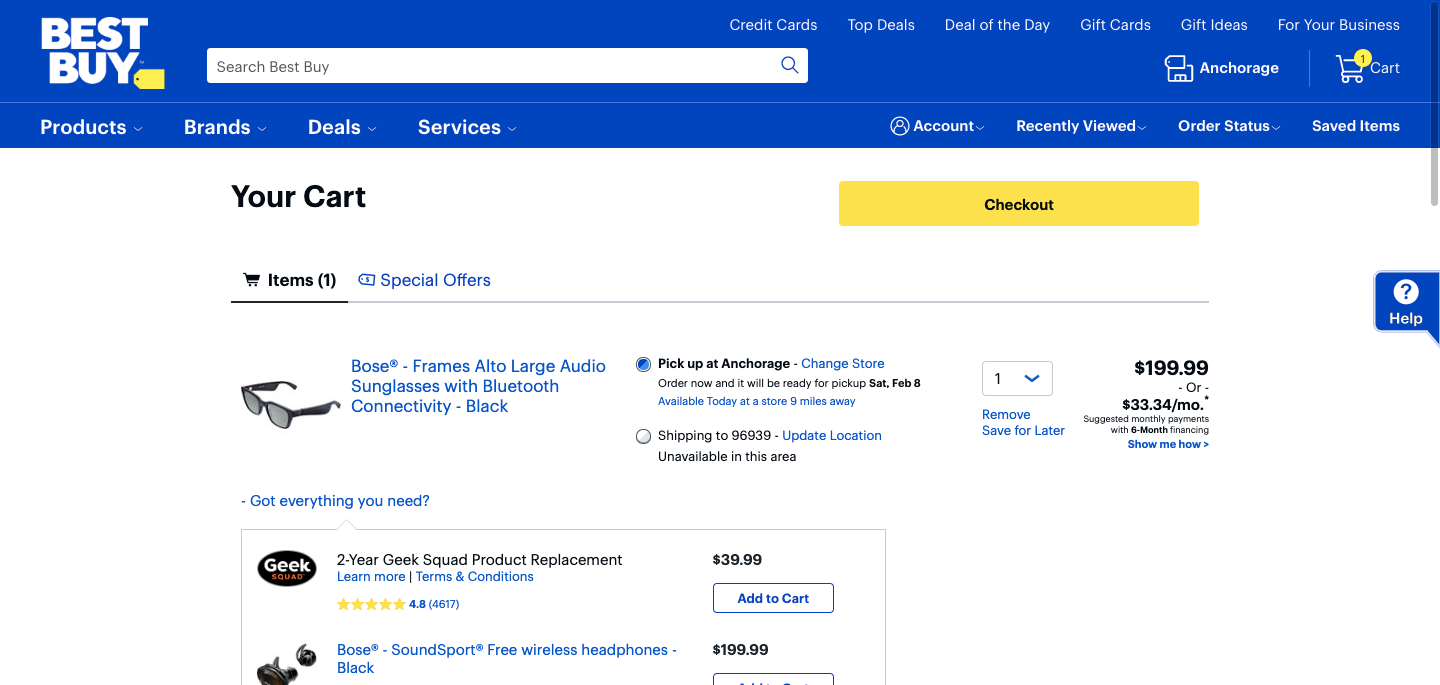 BEST BUY™
Credit Cards Top Deals Deal of the Day Gift Cards Gift Ideas For Your Business
Search Best Buy
Anchorage
1 Cart
Products Brands Deals Services
Account Recently Viewed Order Status Saved Items
Your Cart
Checkout
Items (1) Special Offers
Help
Bose® - Frames Alto Large Audio
Sunglasses with Bluetooth
Connectivity - Black
Pick up at Anchorage - Change Store
Order now and it will be ready for pickup Sat, Feb 8
Available Today at a store 9 miles away
Shipping to 96939 - Update Location
Unavailable in this area
1
Remove
Save for Later
$199.99
- Or -
$33.34/mo.*
Suggested monthly payments
with 6-Month financing
Show me how >
- Got everything you need?
Geek SQUAD
2-Year Geek Squad Product Replacement
Learn more | Terms & Conditions
4.8 (4617)
$39.99
Add to Cart
Bose® - SoundSport® Free wireless headphones -
Black
$199.99
Add to Cart